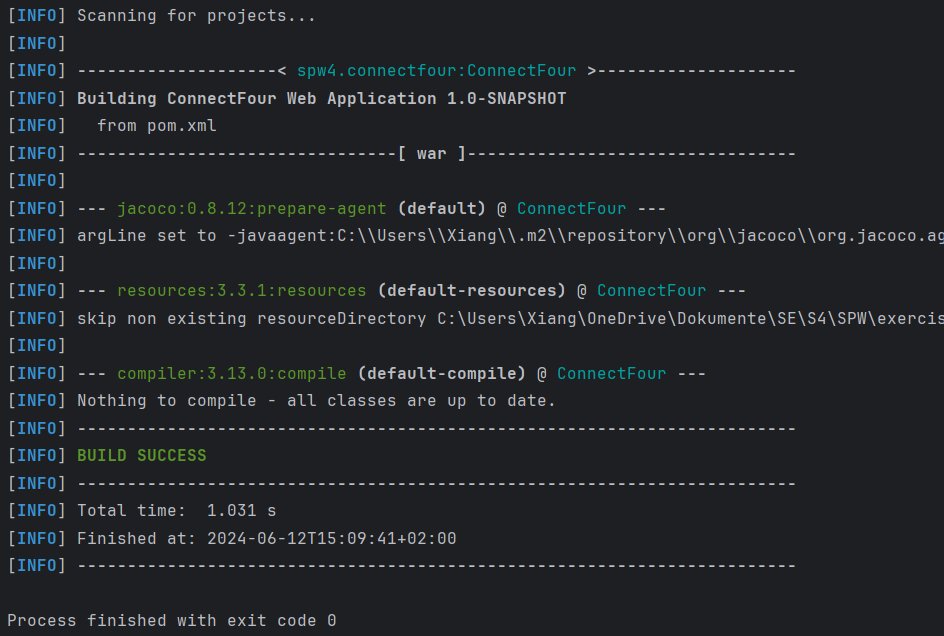 [INFO] Scanning for projects...
[INFO]
[INFO] --------------------< spw4.connectfour:ConnectFour >--------------------
[INFO] Building ConnectFour Web Application 1.0-SNAPSHOT
[INFO]   from pom.xml
[INFO] --------------------------------[ war ]---------------------------------
[INFO]
[INFO] --- jacoco:0.8.12:prepare-agent (default) @ ConnectFour ---
[INFO] argLine set to -javaagent:C:\\Users\\Xiang\\.m2\\repository\\org\\jacoco\\org.jacoco.ag
[INFO]
[INFO] --- resources:3.3.1:resources (default-resources) @ ConnectFour ---
[INFO] skip non existing resourceDirectory C:\Users\Xiang\OneDrive\Dokumente\SE\S4\SPW\exercis
[INFO]
[INFO] --- compiler:3.13.0:compile (default-compile) @ ConnectFour ---
[INFO] Nothing to compile - all classes are up to date.
[INFO] ------------------------------------------------------------------------
[INFO] BUILD SUCCESS
[INFO] ------------------------------------------------------------------------
[INFO] Total time:  1.031 s
[INFO] Finished at: 2024-06-12T15:09:41+02:00
[INFO] ------------------------------------------------------------------------
Process finished with exit code 0